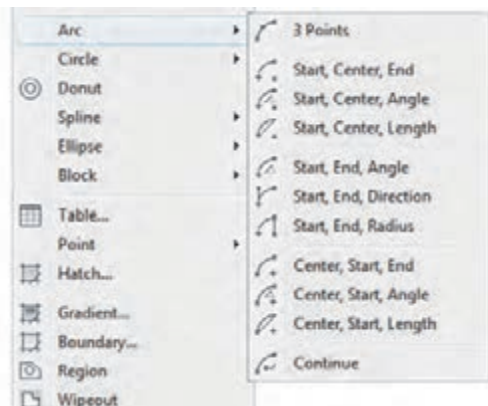 Arc
Circle
Donut
Spline
Ellipse
Block
Table...
Point
Hatch...
Gradient...
Boundary...
Region
Wipeout
3 Points
Start, Center, End
Start, Center, Angle
Start, Center, Length
Start, End, Angle
Start, End, Direction
Start, End, Radius
Center, Start, End
Center, Start, Angle
Center, Start, Length
Continue